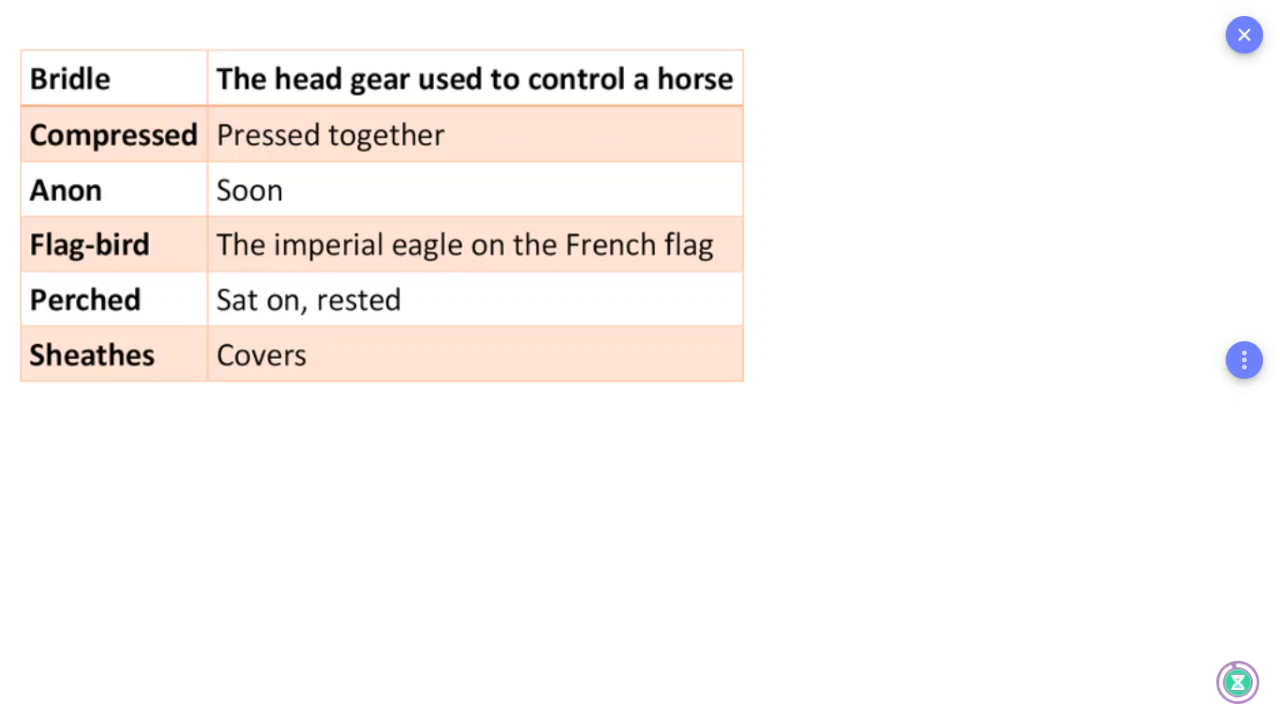 Bridle The head gear used to control a horse
Compressed Pressed together
Anon Soon
Flag-bird The imperial eagle on the French flag
Perched Sat on, rested
Sheathes Covers